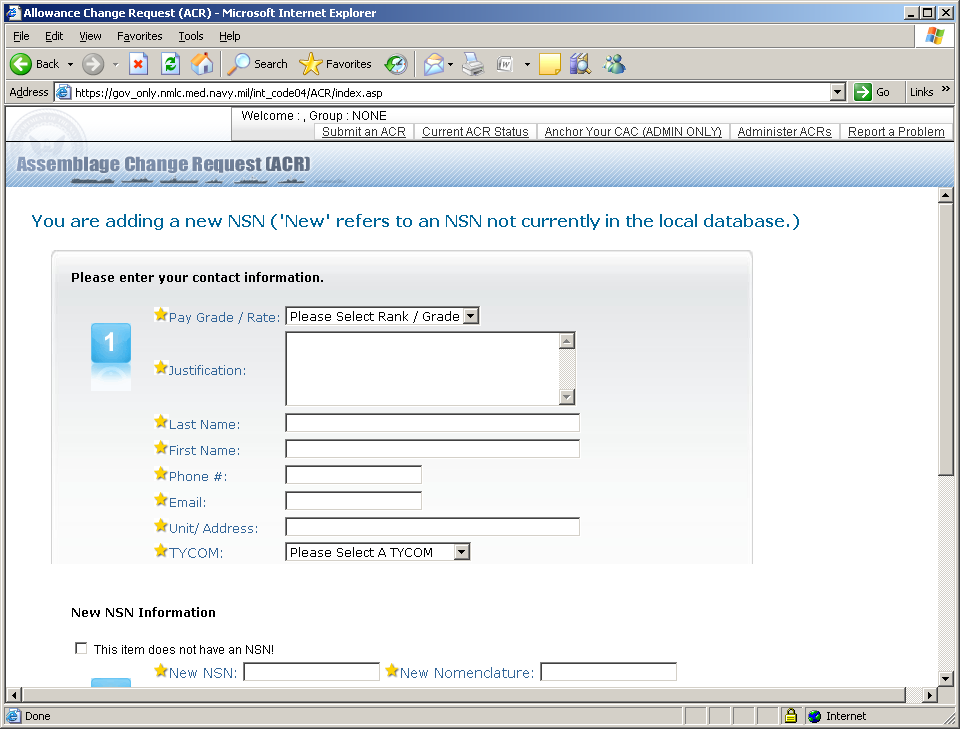 Allowance Change Request (ACR) - Microsoft Internet Explorer
File Edit View Favorites Tools Help
Back Search Favorites
Address https://gov_only.nmlc.med.navy.mil/int_code04/ACR/index.asp Go Links »
Welcome : , Group : NONE
Submit an ACR Current ACR Status Anchor Your CAC (ADMIN ONLY) Administer ACRs Report a Problem
Assemblage Change Request (ACR)
You are adding a new NSN ('New' refers to an NSN not currently in the local database.)
Please enter your contact information.
1
Pay Grade / Rate: Please Select Rank / Grade
Justification:
Last Name:
First Name:
Phone #:
Email:
Unit/ Address:
TYCOM: Please Select A TYCOM
New NSN Information
This item does not have an NSN!
New NSN: New Nomenclature:
Done Internet